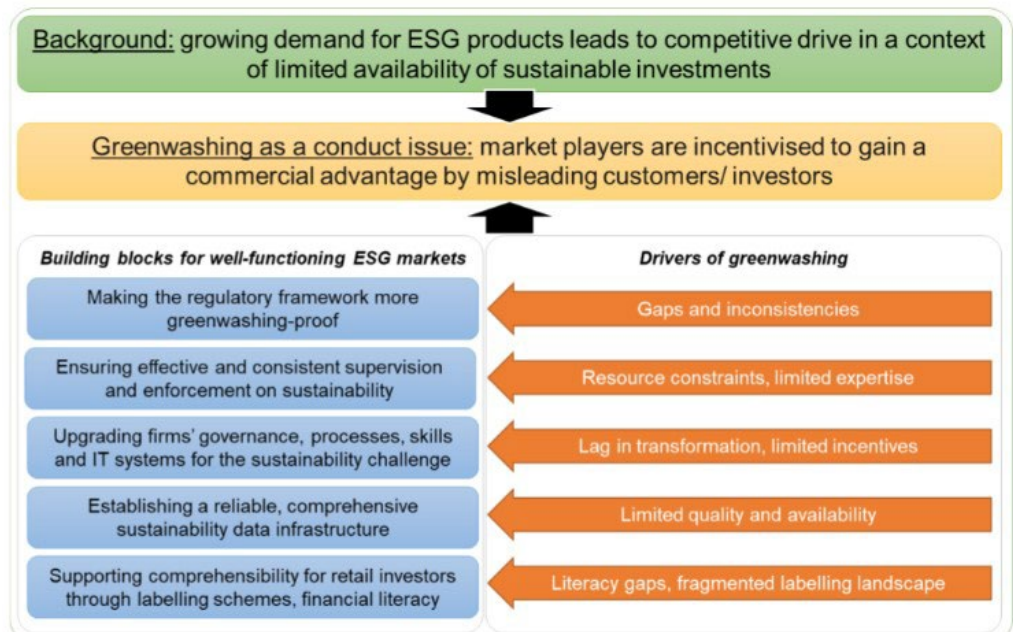 Background: growing demand for ESG products leads to competitive drive in a context
of limited availability of sustainable investments
Greenwashing as a conduct issue: market players are incentivised to gain a
commercial advantage by misleading customers/ investors
Building blocks for well-functioning ESG markets
Drivers of greenwashing
Making the regulatory framework more
greenwashing-proof
Gaps and inconsistencies
Ensuring effective and consistent supervision
and enforcement on sustainability
Resource constraints, limited expertise
Upgrading firms' governance, processes, skills
and IT systems for the sustainability challenge
Lag in transformation, limited incentives
Establishing a reliable, comprehensive
sustainability data infrastructure
Limited quality and availability
Supporting comprehensibility for retail investors
through labelling schemes, financial literacy
Literacy gaps, fragmented labelling landscape